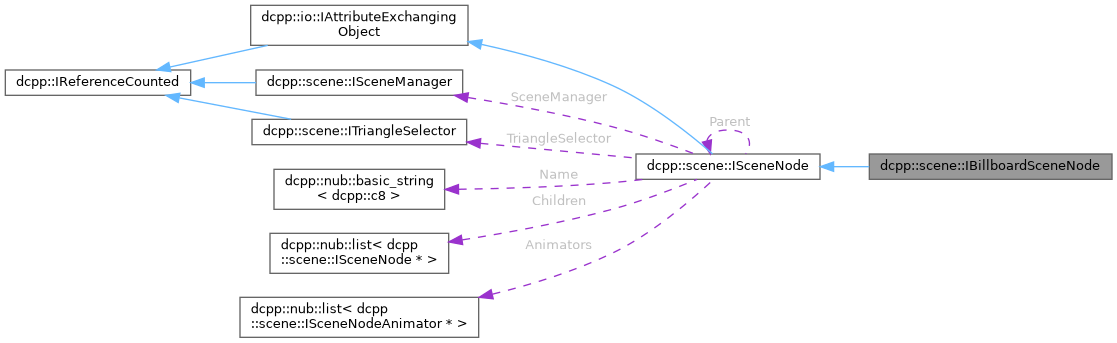 dcpp::io::IAttributeExchanging
Object
dcpp::IReferenceCounted
dcpp::scene::ISceneManager
SceneManager
dcpp::scene::ITriangleSelector
TriangleSelector
Parent
dcpp::scene::ISceneNode
dcpp::scene::IBillboardSceneNode
dcpp::nub::basic_string
< dcpp::c8 >
Name
Children
dcpp::nub::list< dcpp
::scene::ISceneNode * >
Animators
dcpp::nub::list< dcpp
::scene::ISceneNodeAnimator * >